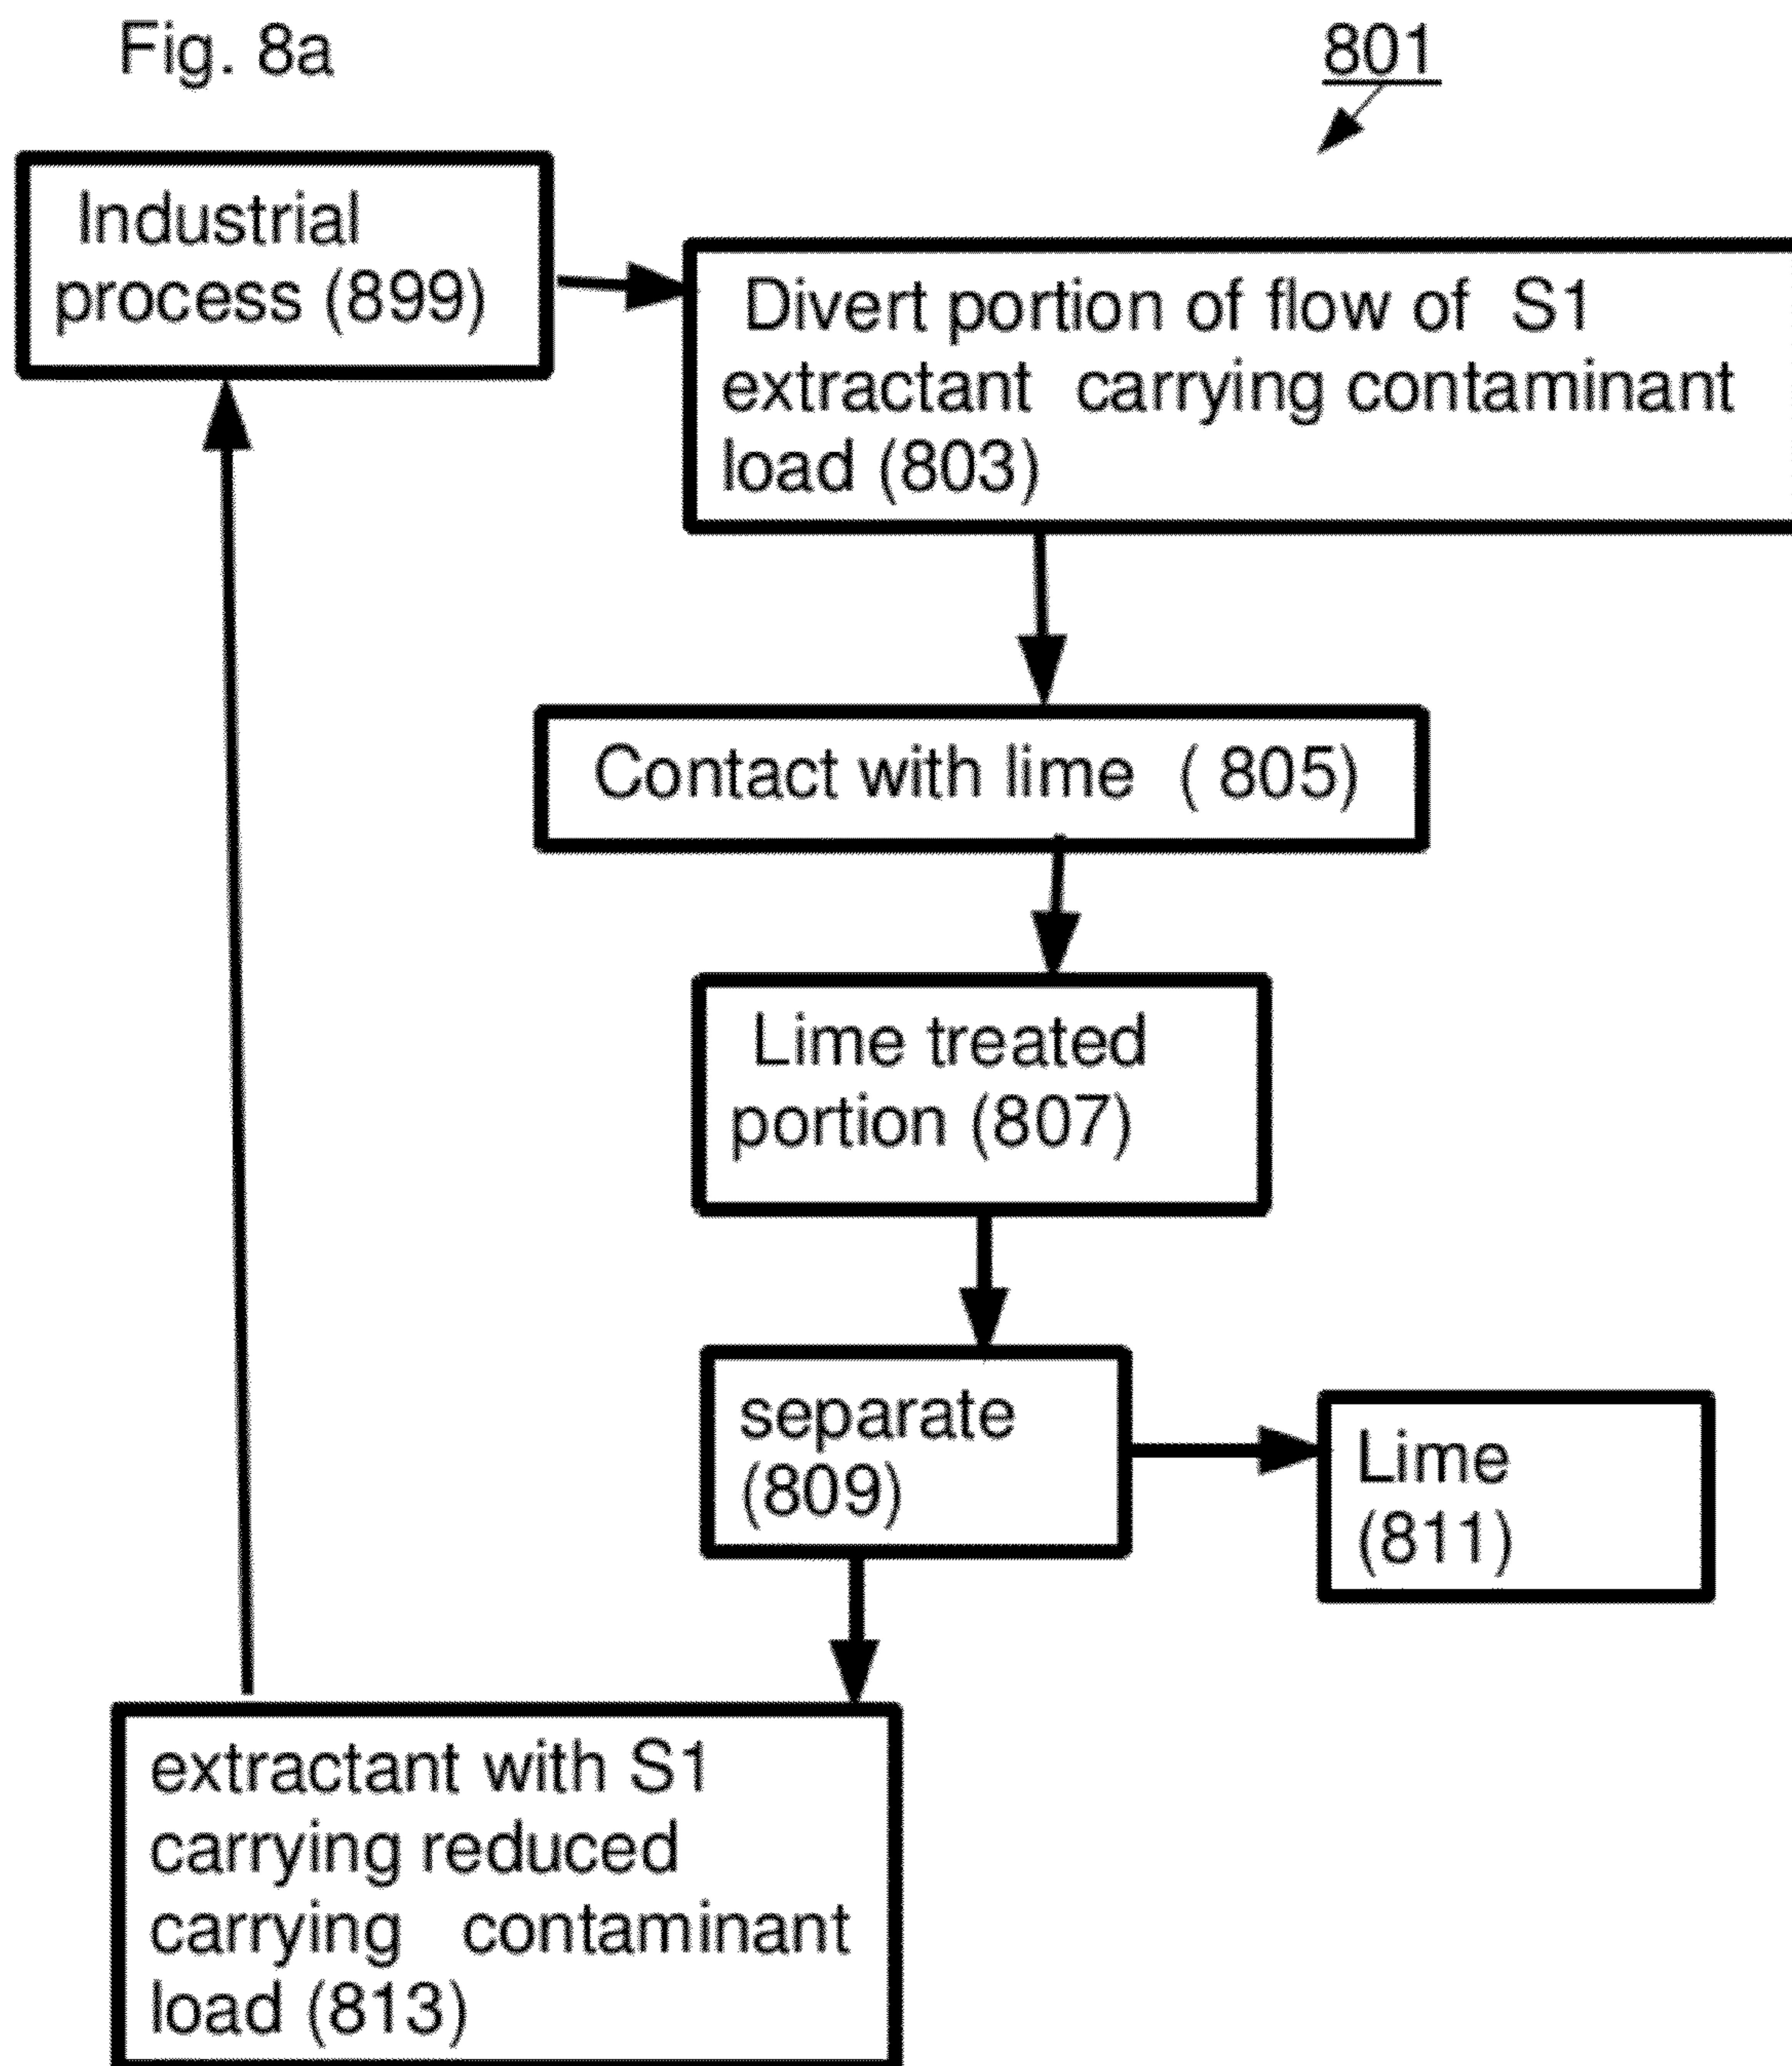 Fig. 8a
801
Industrial
process (899)
Divert portion of flow of S1
extractant carrying contaminant
load (803)
Contact with lime ( 805)
Lime treated
portion (807)
separate
(809)
Lime
(811)
extractant with S1
carrying reduced
carrying contaminant
load (813)